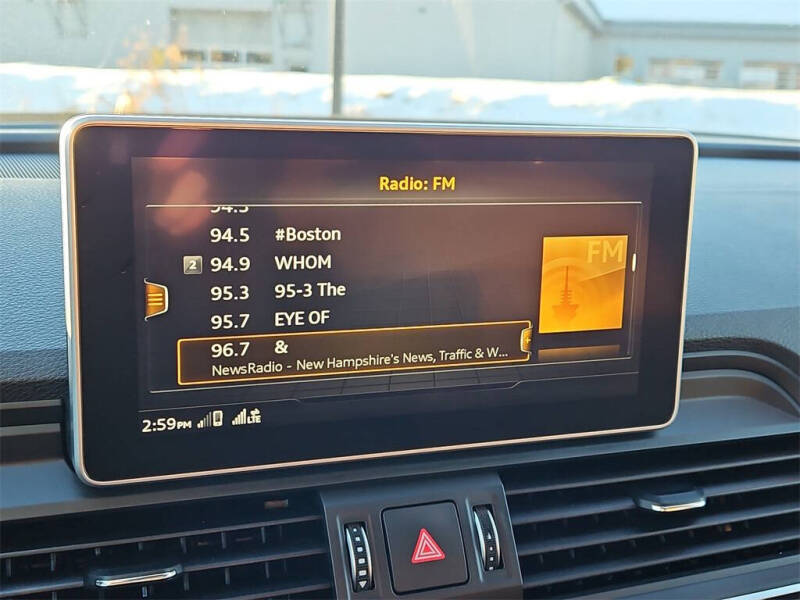 Radio: FM
94.5 #Boston
FM
2 94.9 WHOM
95.3 95-3 The
95.7 EYE OF
96.7 &
NewsRadio - New Hampshire's News, Traffic & W...
2:59PM LTE